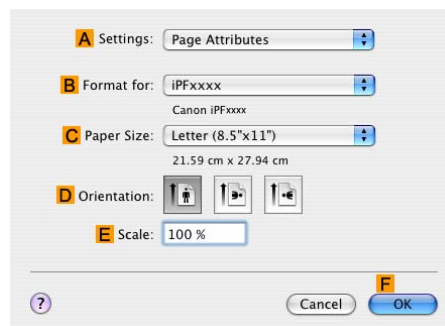 A Settings: Page Attributes
B Format for: iPFxxxx
Canon iPFxxxx
C Paper Size: Letter (8.5"x11")
21.59 cm x 27.94 cm
D Orientation:
E Scale: 100 %
F
? Cancel OK